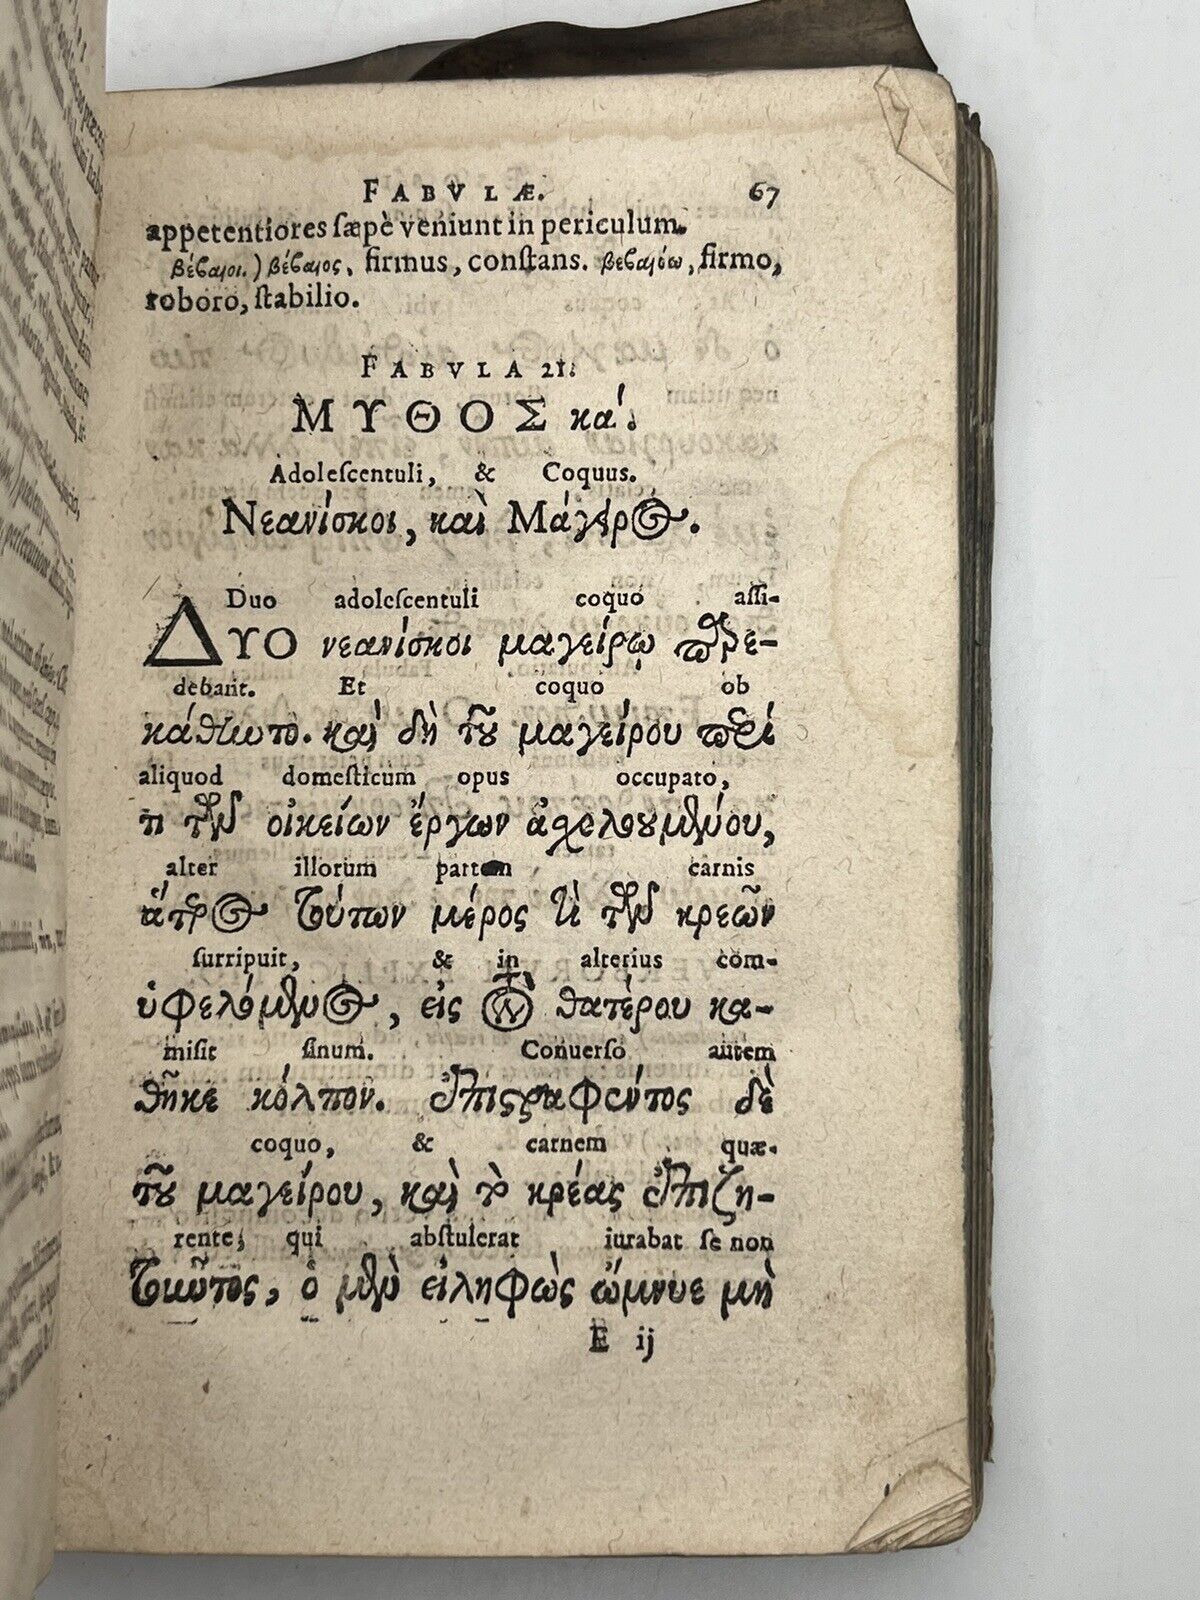 FABVLÆ. 67
appetentiores sæpè veniunt in periculum.
βέβαιοι.) βέβαιος, firmus, constans. βεβαιόω, firmo,
roboro, stabilio.
FABVLA 21.
ΜΥΘΟΣ κα΄.
Adolescentuli, & Coquus.
Νεανίσκοι, καὶ Μάγειρος.
Duo adolescentuli coquo assi-
ΔΥΟ νεανίσκοι μαγείρῳ παρε-
debant. Et coquo ob
κάθηντο. καὶ δὴ τοῦ μαγείρου περί
aliquod domesticum opus occupato,
τι τῶν οἰκείων ἔργων ἀσχολουμένου,
alter illorum partem carnis
ἅτερος τούτων μέρος τι τῶν κρεῶν
surripuit, & in alterius com-
ὑφελόμενος, εἰς τὸν θατέρου κα-
misit sinum. Conuerso autem
θῆκε κόλπον. ἐπιστραφέντος δὲ
coquo, & carnem quæ-
τοῦ μαγείρου, καὶ τὸ κρέας ἐπιζη-
rente, qui abstulerat iurabat se non
τοῦντος, ὁ μὲν εἰληφὼς ὤμνυε μὴ
E ij